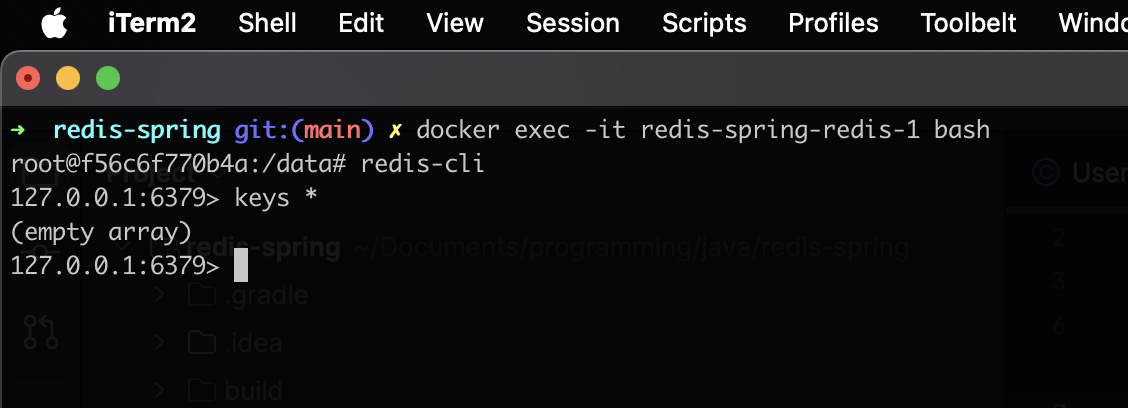 iTerm2 Shell Edit View Session Scripts Profiles Toolbelt Windo
➜ redis-spring git:(main) ✗ docker exec -it redis-spring-redis-1 bash
root@f56c6f770b4a:/data# redis-cli
Project
User
127.0.0.1:6379> keys *
(empty array)
redis-spring ~/Documents/programming/java/redis-spring
2
127.0.0.1:6379>
3
.gradle
6
.idea
build